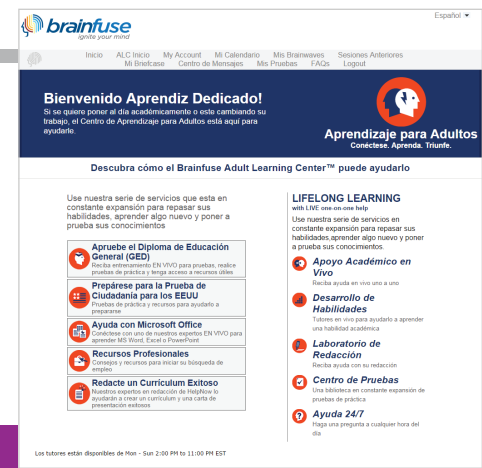 Español
brainfuse
ignite your mind
Inicio ALC Inicio My Account Mi Calendario Mis Brainwaves Sesiones Anteriores
Mi Briefcase Centro de Mensajes Mis Pruebas FAQs Logout
Bienvenido Aprendiz Dedicado!
Si se quiere poner al día académicamente o este cambiando su
trabajo, el Centro de Aprendizaje para Adultos está aquí para
ayudarle.
Aprendizaje para Adultos
Conéctese. Aprenda. Triunfe.
Descubra cómo el Brainfuse Adult Learning Center™ puede ayudarlo
Use nuestra serie de servicios que esta en
constante expansión para repasar sus
habilidades, aprender algo nuevo y poner a
prueba sus conocimientos
Apruebe el Diploma de Educación
General (GED)
Reciba entrenamiento EN VIVO para pruebas, realice
pruebas de práctica y tenga acceso a recursos útiles
Prepárese para la Prueba de
Ciudadanía para los EEUU
Pruebas de práctica y recursos para ayudarlo a
prepararse
Ayuda con Microsoft Office
Conéctese con uno de nuestros expertos EN VIVO para
aprender MS Word, Excel o PowerPoint
Recursos Profesionales
Consejos y recursos para iniciar su búsqueda de
empleo
Redacte un Currículum Exitoso
Nuestros expertos en redacción de HelpNow lo
ayudarán a crear un currículum y una carta de
presentación exitosos
LIFELONG LEARNING
with LIVE one-on-one help
Use nuestra serie de servicios en
constante expansión para repasar sus
habilidades,aprender algo nuevo y poner
a prueba sus conocimientos.
Apoyo Académico en
Vivo
Reciba ayuda en vivo uno a uno
Desarrollo de
Habilidades
Tutores en vivo para ayudarlo a aprender
una habilidad académica
Laboratorio de
Redacción
Reciba ayuda con su redacción
Centro de Pruebas
Una biblioteca en constante expansión de
pruebas de práctica
Ayuda 24/7
Haga una pregunta a cualquier hora del
día
Los tutores están disponibles de Mon - Sun 2:00 PM to 11:00 PM EST